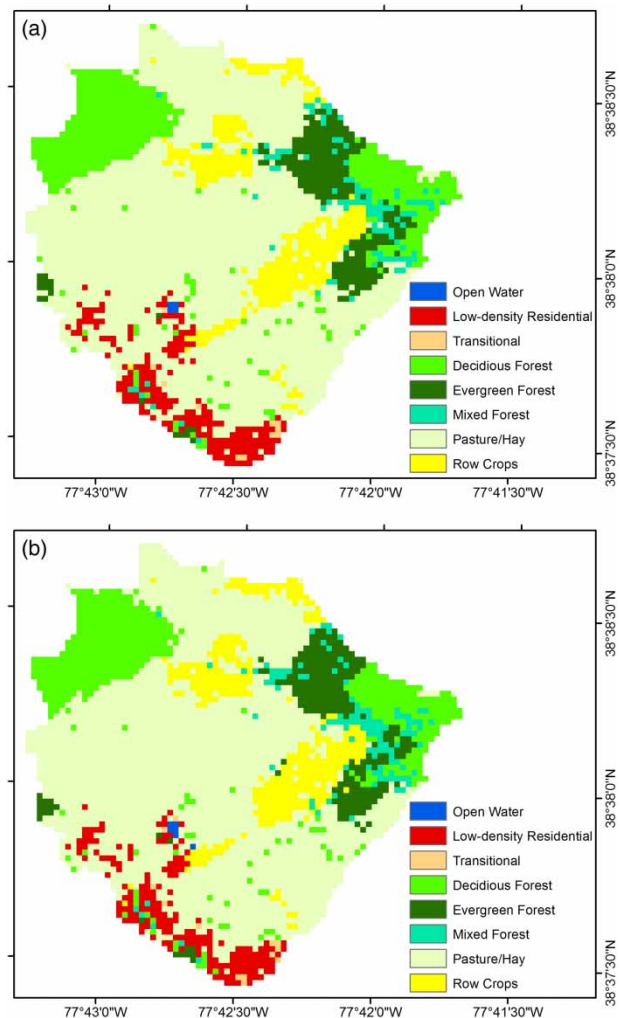 (a)
38°38'30"N
38°38'0"N
38°37'30"N
Open Water
Low-density Residential
Transitional
Decidious Forest
Evergreen Forest
Mixed Forest
Pasture/Hay
Row Crops
77°43'0"W
77°42'30"W
77°42'0"W
77°41'30"W
(b)
38°38'30"N
38°38'0"N
38°37'30"N
Open Water
Low-density Residential
Transitional
Decidious Forest
Evergreen Forest
Mixed Forest
Pasture/Hay
Row Crops
77°43'0"W
77°42'30"W
77°42'0"W
77°41'30"W